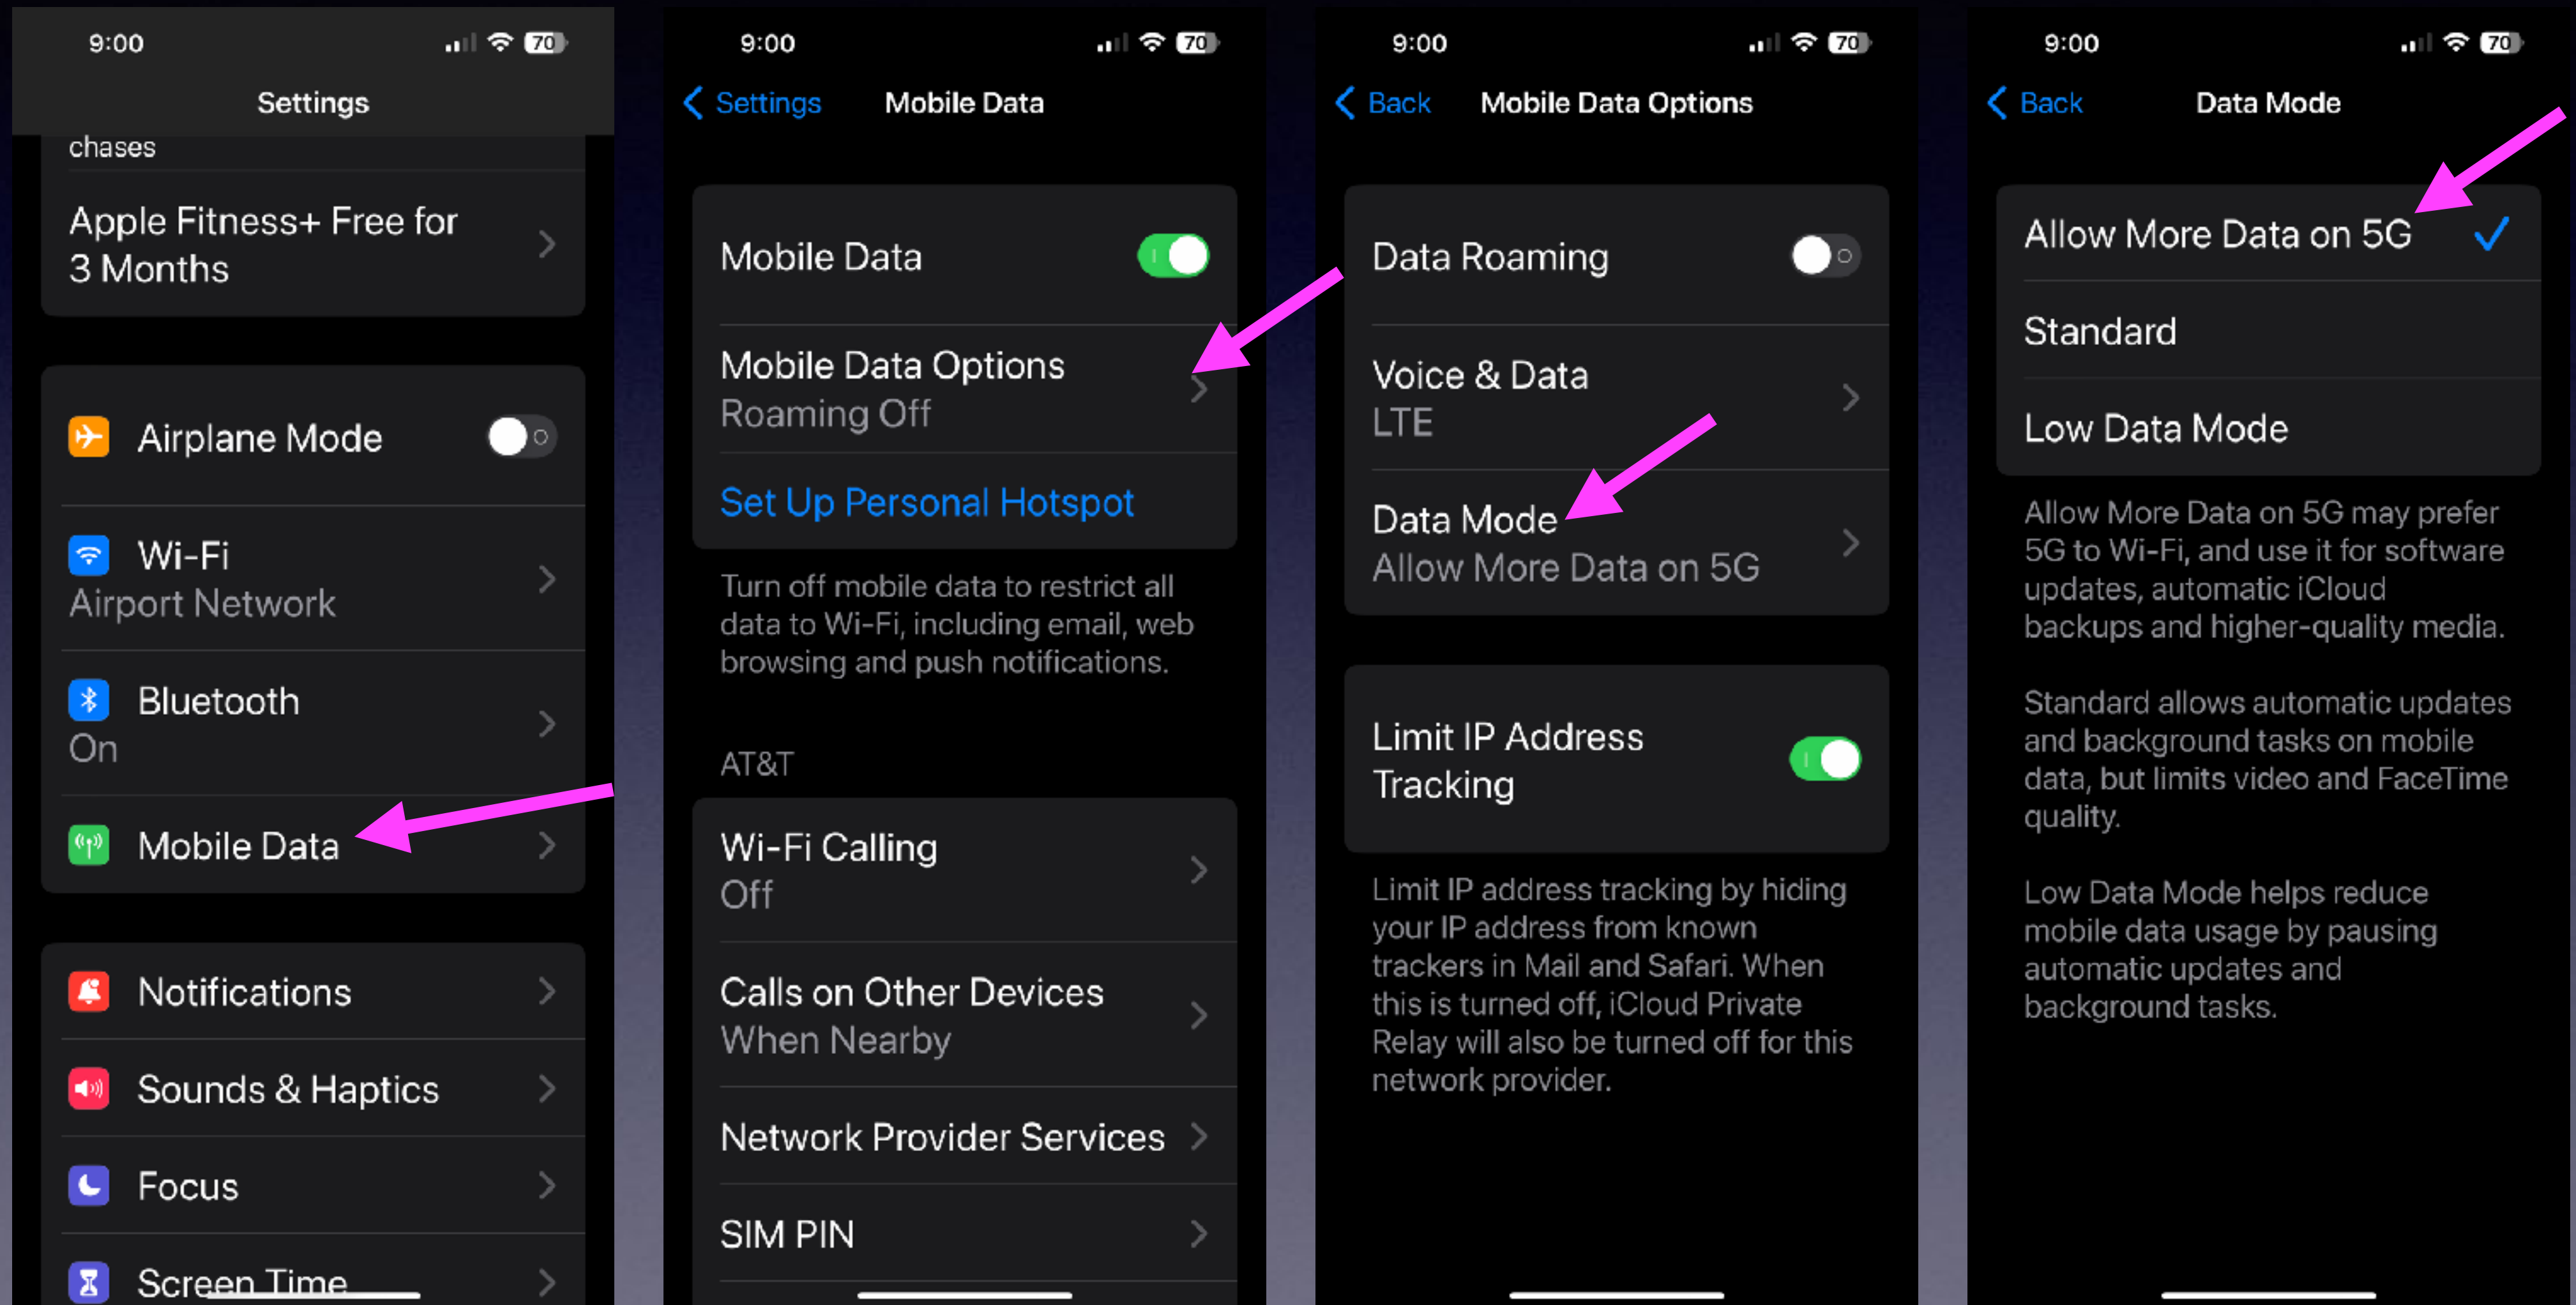 9:00
70
Settings
chases
Apple Fitness+ Free for
3 Months
Airplane Mode
Wi-Fi
Airport Network
Bluetooth
On
Mobile Data
Notifications
Sounds & Haptics
Focus
Screen Time
9:00
70
Settings
Mobile Data
Mobile Data
Mobile Data Options
Roaming Off
Set Up Personal Hotspot
Turn off mobile data to restrict all
data to Wi-Fi, including email, web
browsing and push notifications.
AT&T
Wi-Fi Calling
Off
Calls on Other Devices
When Nearby
Network Provider Services
SIM PIN
9:00
70
Back
Mobile Data Options
Data Roaming
Voice & Data
LTE
Data Mode
Allow More Data on 5G
Limit IP Address
Tracking
Limit IP address tracking by hiding
your IP address from known
trackers in Mail and Safari. When
this is turned off, iCloud Private
Relay will also be turned off for this
network provider.
9:00
70
Back
Data Mode
Allow More Data on 5G
Standard
Low Data Mode
Allow More Data on 5G may prefer
5G to Wi-Fi, and use it for software
updates, automatic iCloud
backups and higher-quality media.
Standard allows automatic updates
and background tasks on mobile
data, but limits video and FaceTime
quality.
Low Data Mode helps reduce
mobile data usage by pausing
automatic updates and
background tasks.